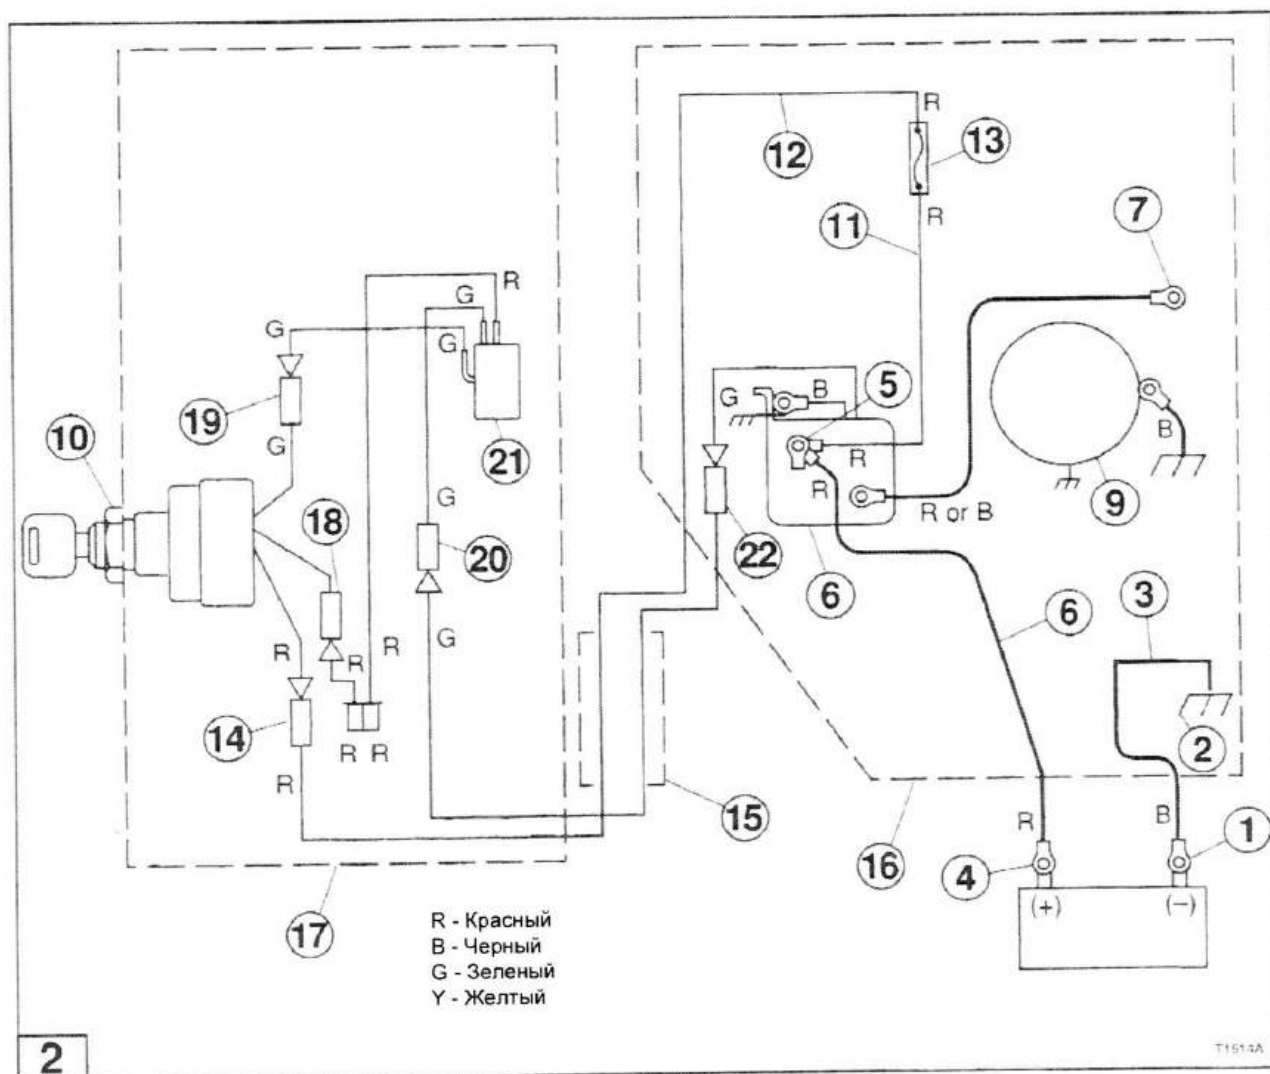 R
12
13
R
11
7
R
G
G
G
B
5
19
G
R
B
10
21
R
9
18
G
R or B
20
22
6
3
6
G
R
R
R
14
2
R R
R
15
R
B
1
16
4
(+)
(−)
17
R - Красный
B - Черный
G - Зеленый
Y - Желтый
2
T1514A